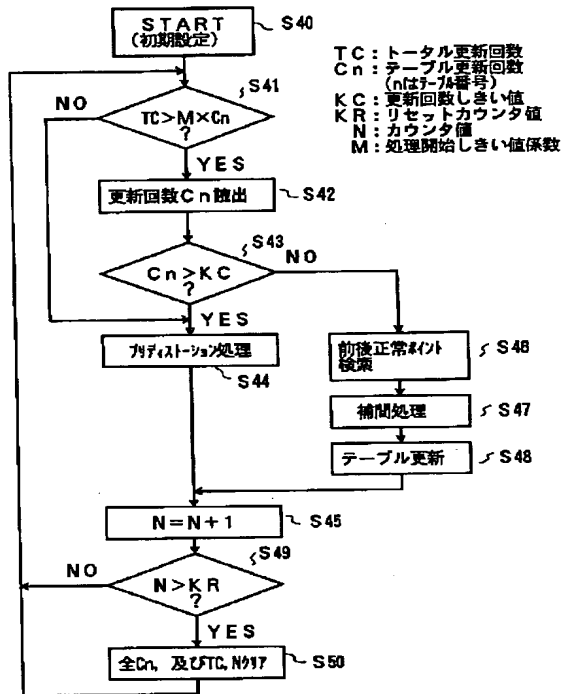 START
(初期設定)
S40
TC:トータル更新回数
Cn:テーブル更新回数
(nはテーブル番号)
KC:更新回数しきい値
KR:リセットカウンタ値
N:カウンタ値
M:処理開始しきい値係数
S41
NO
TC>M×Cn
?
YES
更新回数Cn検出
S42
S43
Cn>KC
?
NO
YES
プリディストーション処理
S44
前後正常ポイント
検索
S46
補間処理
S47
テーブル更新
S48
N=N+1
S45
S49
NO
N>KR
?
YES
全Cn, 及びTC,Nクリア
S50